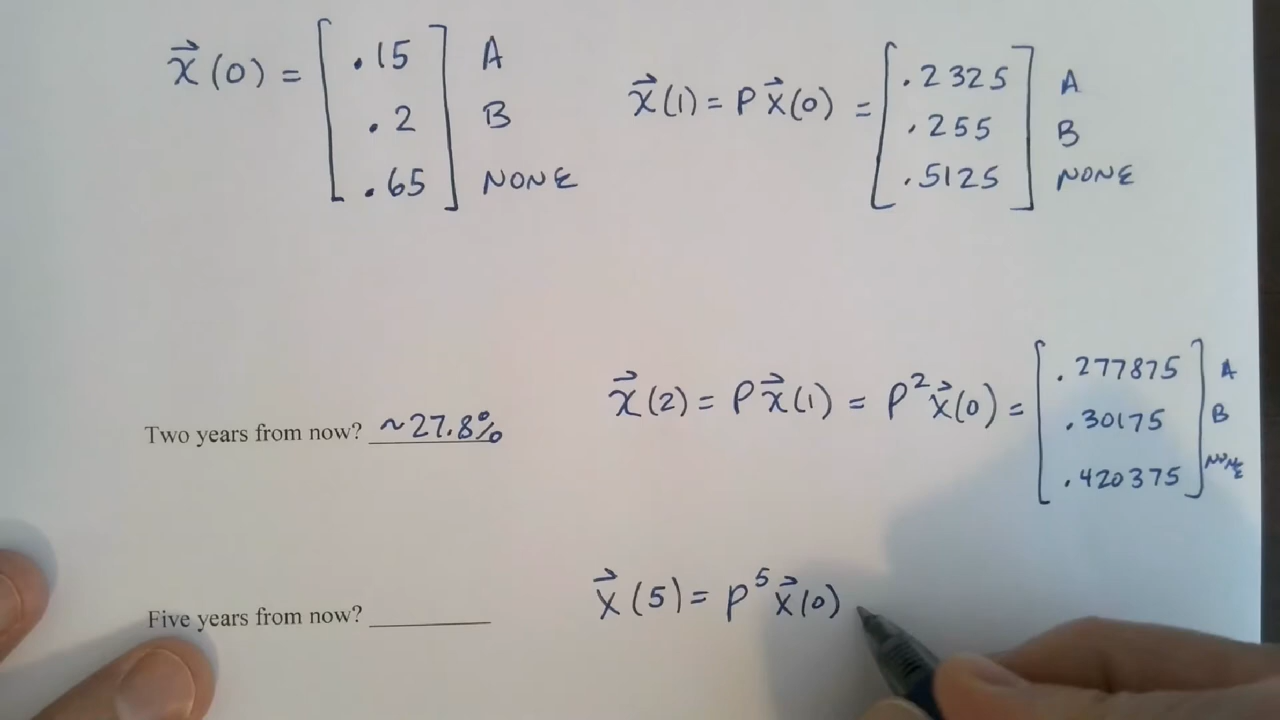 x⃗(0) = [ .15 ] A
[ .2 ] B
[ .65 ] NONE
x⃗(1) = P x⃗(0) = [ .2325 ] A
[ .255 ] B
[ .5125 ] NONE
Two years from now? ~27.8%
x⃗(2) = P x⃗(1) = P² x⃗(0) = [ .277875 ] A
[ .30175 ] B
[ .420375 ] NONE
Five years from now? ________
x⃗(5) = P⁵ x⃗(0)